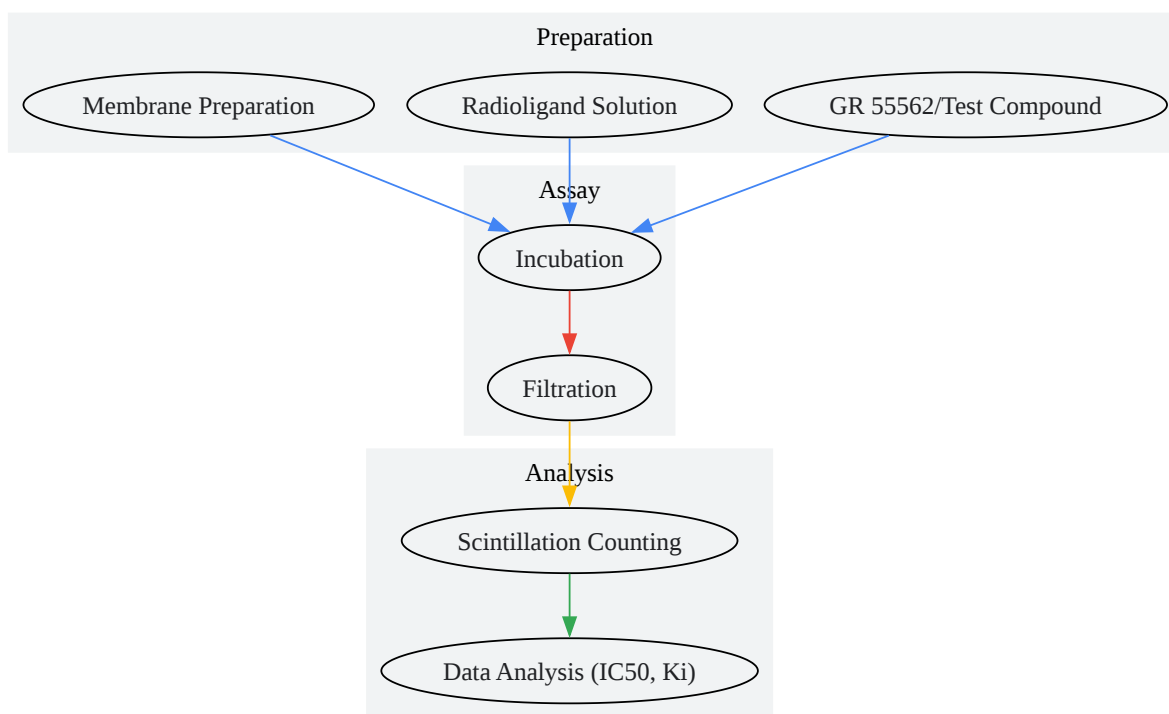 Preparation
Membrane Preparation
Radioligand Solution
GR 55562/Test Compound
Assay
Incubation
Filtration
Analysis
Scintillation Counting
Data Analysis (IC50, Ki)